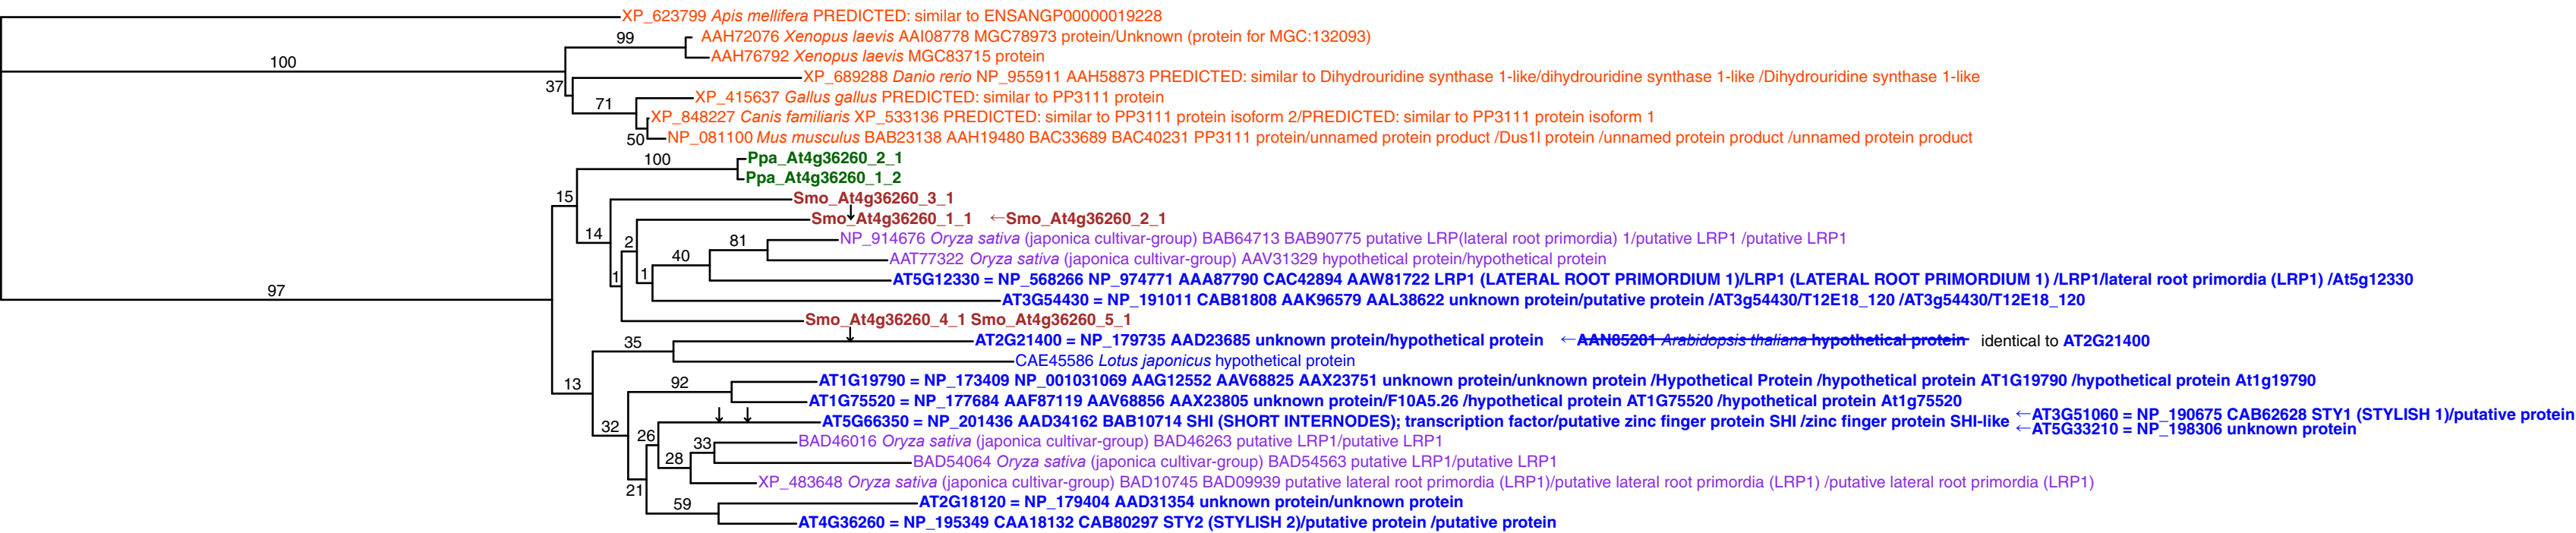 XP_623799 Apis mellifera PREDICTED: similar to ENSANGP00000019228
99 AAH72076 Xenopus laevis AAI08778 MGC78973 protein/Unknown (protein for MGC:132093)
AAH76792 Xenopus laevis MGC83715 protein
100
37 XP_689288 Danio rerio NP_955911 AAH58873 PREDICTED: similar to Dihydrouridine synthase 1-like/dihydrouridine synthase 1-like /Dihydrouridine synthase 1-like
71 XP_415637 Gallus gallus PREDICTED: similar to PP3111 protein
XP_848227 Canis familiaris XP_533136 PREDICTED: similar to PP3111 protein isoform 2/PREDICTED: similar to PP3111 protein isoform 1
50 NP_081100 Mus musculus BAB23138 AAH19480 BAC33689 BAC40231 PP3111 protein/unnamed protein product /Dus1l protein /unnamed protein product /unnamed protein product
100 Ppa_At4g36260_2_1
Ppa_At4g36260_1_2
15 Smo_At4g36260_3_1
Smo_At4g36260_1_1 ←Smo_At4g36260_2_1
14 2 81 NP_914676 Oryza sativa (japonica cultivar-group) BAB64713 BAB90775 putative LRP(lateral root primordia) 1/putative LRP1 /putative LRP1
40 AAT77322 Oryza sativa (japonica cultivar-group) AAV31329 hypothetical protein/hypothetical protein
1 1 AT5G12330 = NP_568266 NP_974771 AAA87790 CAC42894 AAW81722 LRP1 (LATERAL ROOT PRIMORDIUM 1)/LRP1 (LATERAL ROOT PRIMORDIUM 1) /LRP1/lateral root primordia (LRP1) /At5g12330
97 AT3G54430 = NP_191011 CAB81808 AAK96579 AAL38622 unknown protein/putative protein /AT3g54430/T12E18_120 /AT3g54430/T12E18_120
Smo_At4g36260_4_1 Smo_At4g36260_5_1
35 AT2G21400 = NP_179735 AAD23685 unknown protein/hypothetical protein ←AAN85201 Arabidopsis thaliana hypothetical protein identical to AT2G21400
CAE45586 Lotus japonicus hypothetical protein
13 92 AT1G19790 = NP_173409 NP_001031069 AAG12552 AAV68825 AAX23751 unknown protein/unknown protein /Hypothetical Protein /hypothetical protein AT1G19790 /hypothetical protein At1g19790
AT1G75520 = NP_177684 AAF87119 AAV68856 AAX23805 unknown protein/F10A5.26 /hypothetical protein AT1G75520 /hypothetical protein At1g75520
32 AT5G66350 = NP_201436 AAD34162 BAB10714 SHI (SHORT INTERNODES); transcription factor/putative zinc finger protein SHI /zinc finger protein SHI-like ←AT3G51060 = NP_190675 CAB62628 STY1 (STYLISH 1)/putative protein
←AT5G33210 = NP_198306 unknown protein
26 33 BAD46016 Oryza sativa (japonica cultivar-group) BAD46263 putative LRP1/putative LRP1
28 BAD54064 Oryza sativa (japonica cultivar-group) BAD54563 putative LRP1/putative LRP1
21 XP_483648 Oryza sativa (japonica cultivar-group) BAD10745 BAD09939 putative lateral root primordia (LRP1)/putative lateral root primordia (LRP1) /putative lateral root primordia (LRP1)
59 AT2G18120 = NP_179404 AAD31354 unknown protein/unknown protein
AT4G36260 = NP_195349 CAA18132 CAB80297 STY2 (STYLISH 2)/putative protein /putative protein